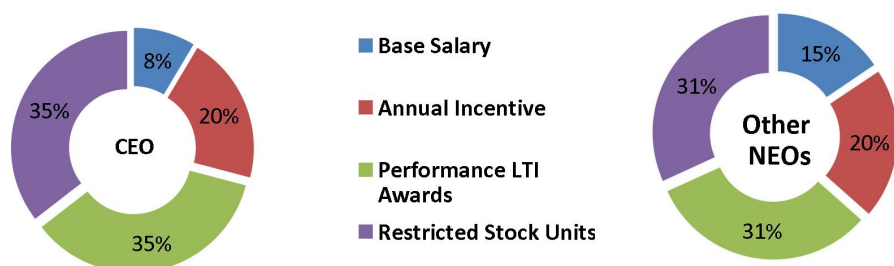 8%
20%
35%
35%
CEO
Base Salary
Annual Incentive
Performance LTI
Awards
Restricted Stock Units
15%
20%
31%
31%
Other
NEOs